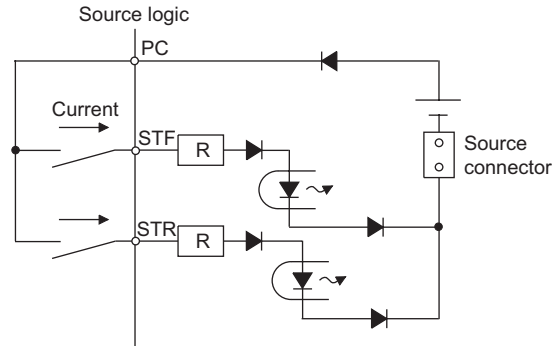 Source logic
PC
Current
STF
R
Source
connector
STR
R